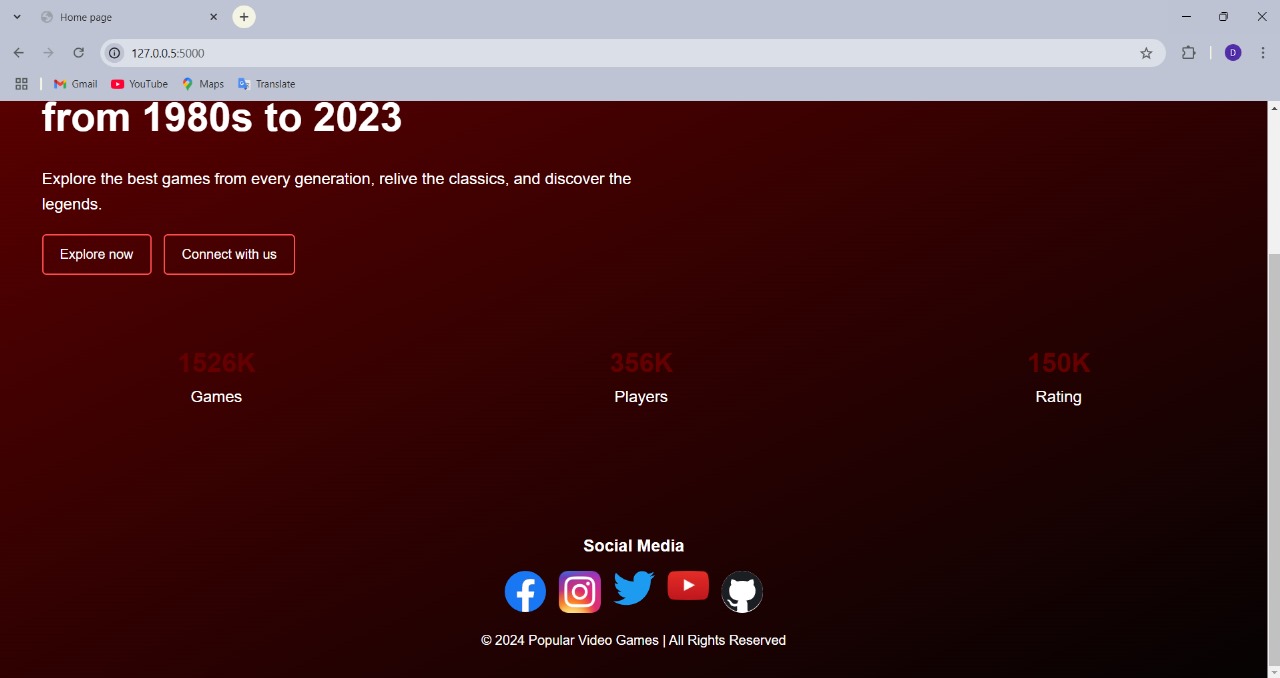 Home page
127.0.0.5:5000
D
Gmail YouTube Maps Translate
from 1980s to 2023
Explore the best games from every generation, relive the classics, and discover the
legends.
Explore now Connect with us
1526K 356K 150K
Games Players Rating
Social Media
© 2024 Popular Video Games | All Rights Reserved